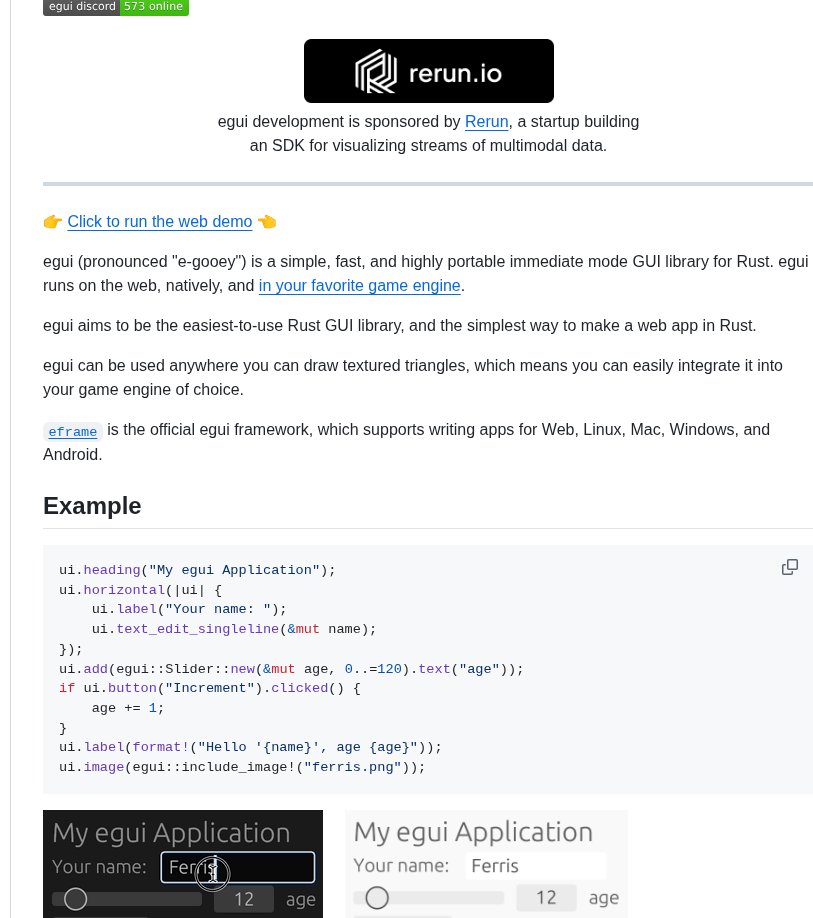 egui discord 573 online
rerun.io
egui development is sponsored by Rerun, a startup building
an SDK for visualizing streams of multimodal data.
👉 Click to run the web demo 👈
egui (pronounced "e-gooey") is a simple, fast, and highly portable immediate mode GUI library for Rust. egui
runs on the web, natively, and in your favorite game engine.
egui aims to be the easiest-to-use Rust GUI library, and the simplest way to make a web app in Rust.
egui can be used anywhere you can draw textured triangles, which means you can easily integrate it into
your game engine of choice.
eframe is the official egui framework, which supports writing apps for Web, Linux, Mac, Windows, and
Android.
Example
ui.heading("My egui Application");
ui.horizontal(|ui| {
    ui.label("Your name: ");
    ui.text_edit_singleline(&mut name);
});
ui.add(egui::Slider::new(&mut age, 0..=120).text("age"));
if ui.button("Increment").clicked() {
    age += 1;
}
ui.label(format!("Hello '{name}', age {age}"));
ui.image(egui::include_image!("ferris.png"));
My egui Application
Your name: Ferris
12 age
My egui Application
Your name: Ferris
12 age